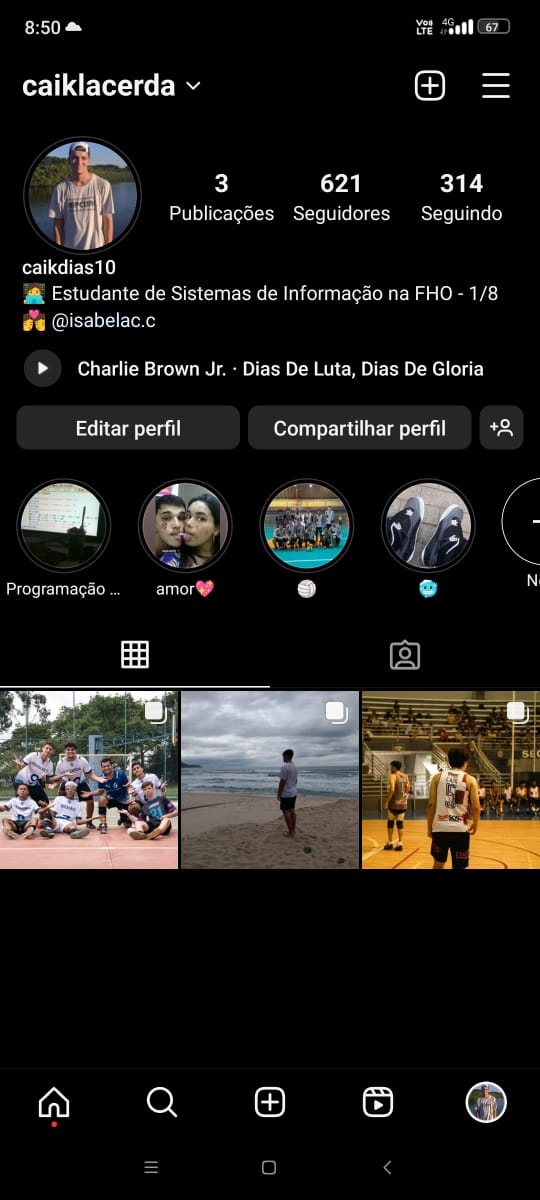 8:50
Vo))
LTE
4G
67
caiklacerda
3
621
314
Publicações
Seguidores
Seguindo
caikdias10
🧑‍💻 Estudante de Sistemas de Informação na FHO - 1/8
💏 @isabelac.c
Charlie Brown Jr. · Dias De Luta, Dias De Gloria
Editar perfil
Compartilhar perfil
Programação ...
amor💖
🏐
🥶
5